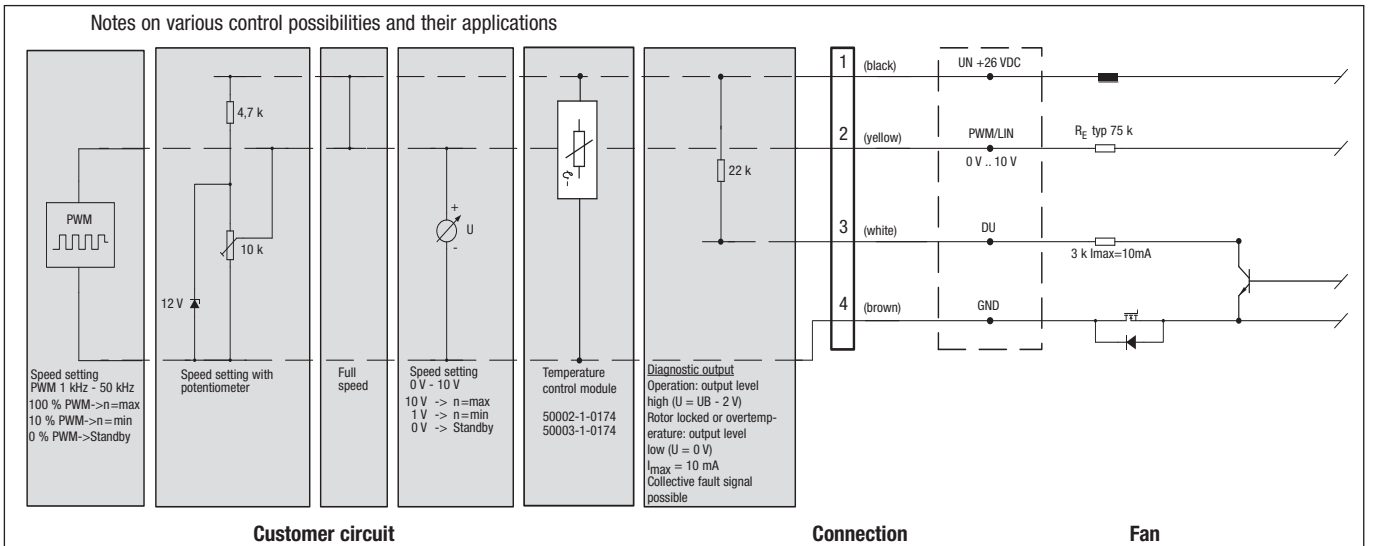 Notes on various control possibilities and their applications
PWM
Speed setting
PWM 1 kHz - 50 kHz
100 % PWM->n=max
10 % PWM->n=min
0 % PWM->Standby
4,7 k
10 k
12 V
Speed setting with
potentiometer
Full
speed
+
U
-
Speed setting
0 V - 10 V
10 V -> n=max
1 V -> n=min
0 V -> Standby
Temperature
control module
50002-1-0174
50003-1-0174
22 k
Diagnostic output
Operation: output level
high (U = UB - 2 V)
Rotor locked or overtemp-
erature: output level
low (U = 0 V)
Imax = 10 mA
Collective fault signal
possible
1 (black)
2 (yellow)
3 (white)
4 (brown)
UN +26 VDC
PWM/LIN
0 V .. 10 V
DU
GND
RE typ 75 k
3 k Imax=10mA
Customer circuit
Connection
Fan